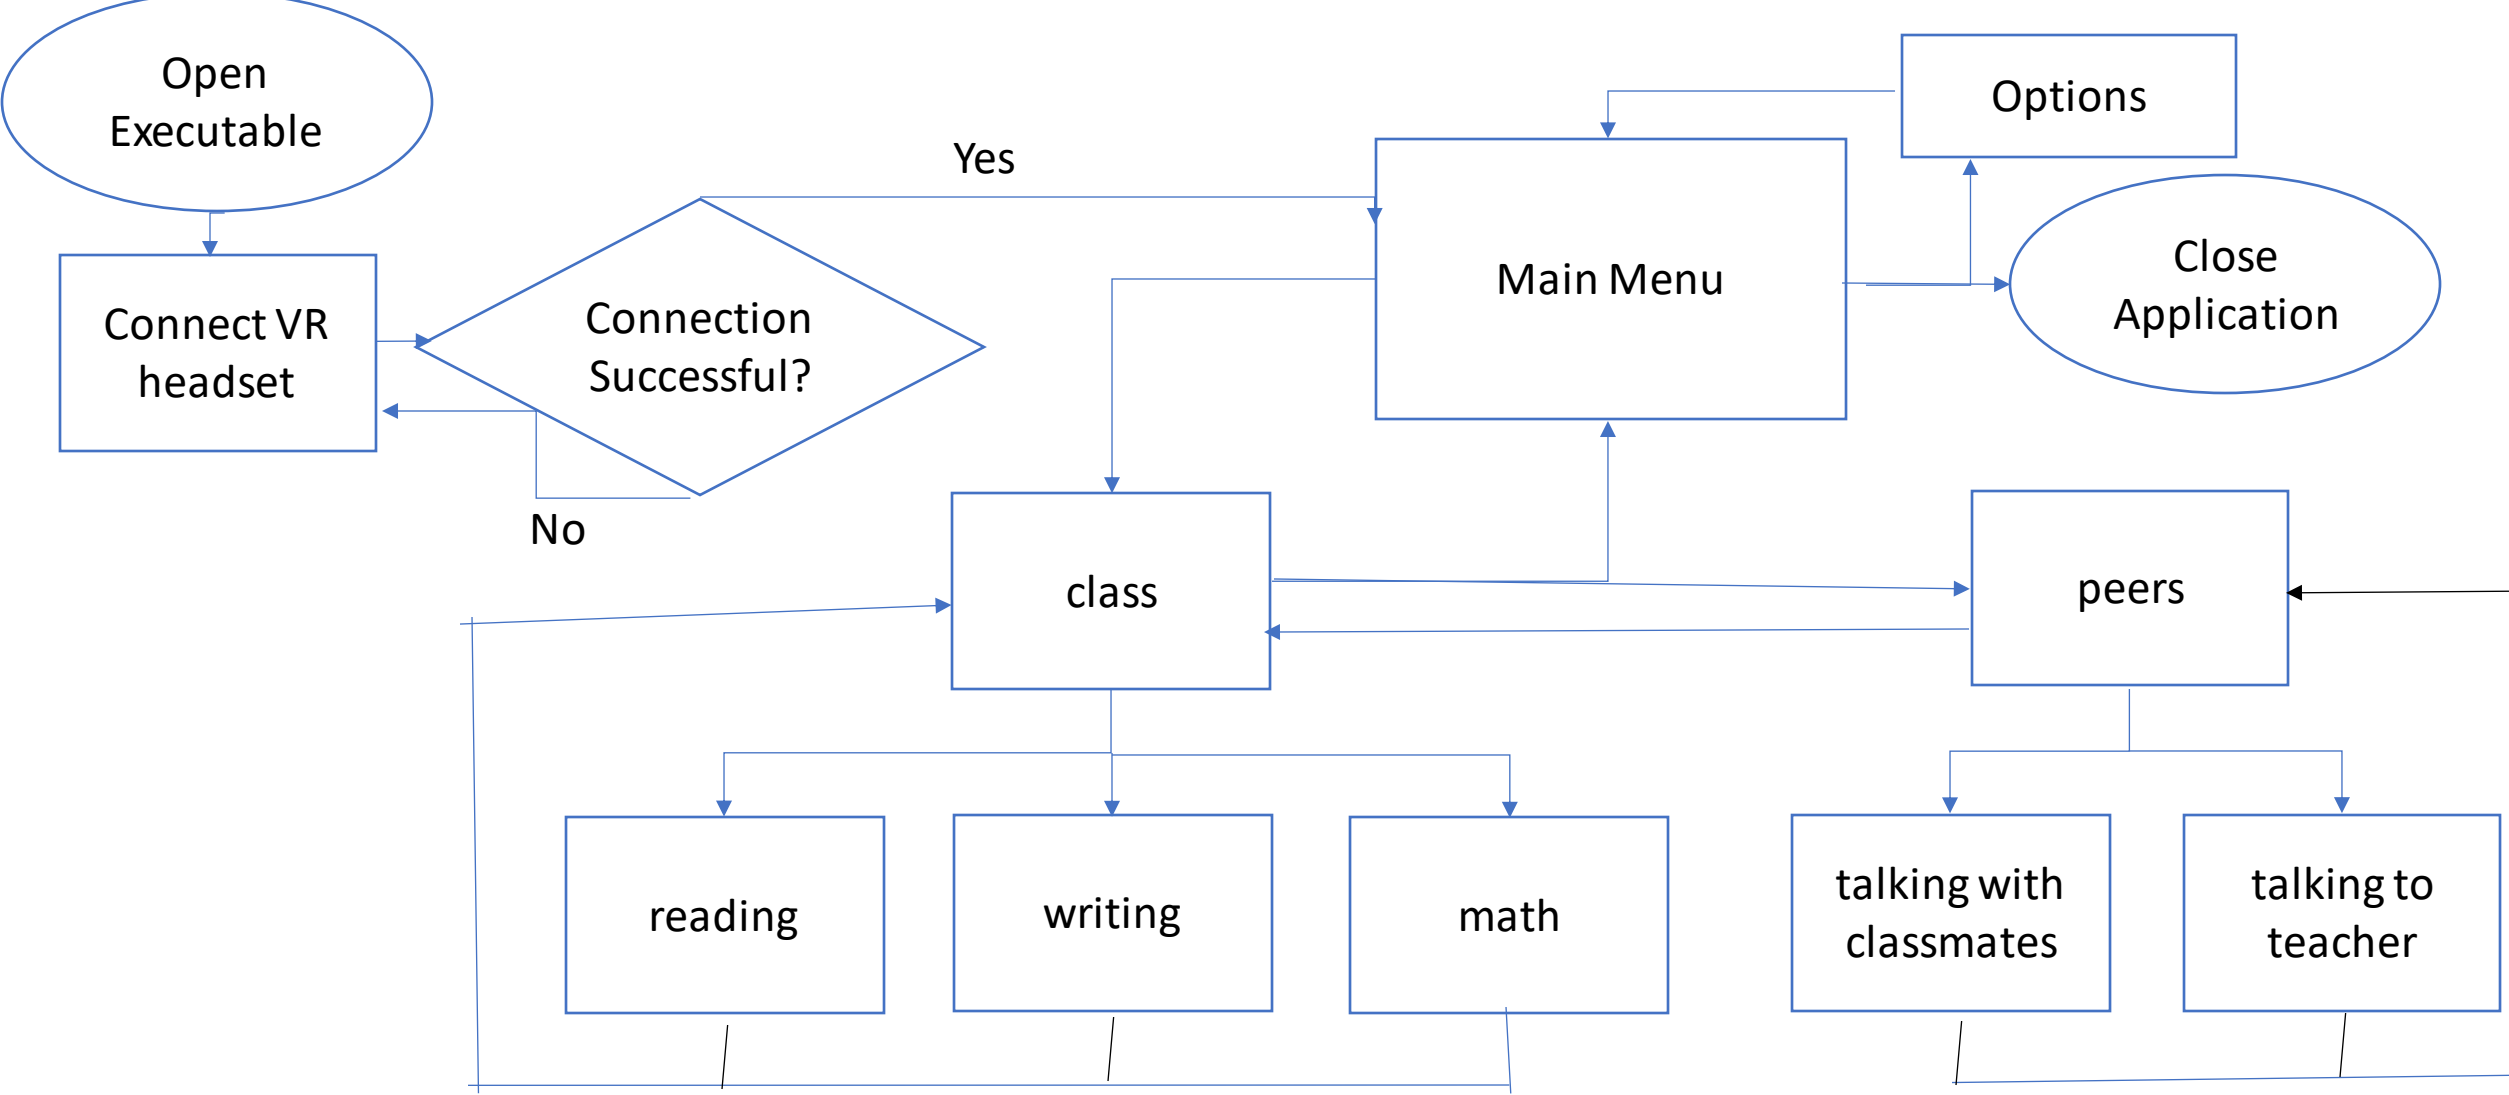 Open
Executable
Options
Yes
Main Menu
Close
Application
Connect VR
headset
Connection
Successful?
No
class
peers
reading
writing
math
talking with
classmates
talking to
teacher